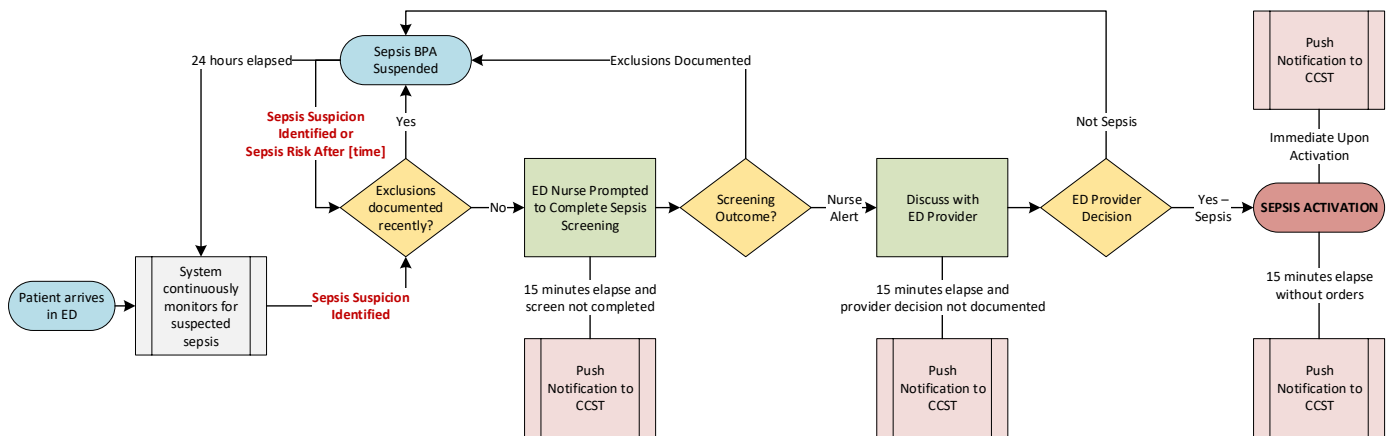 Patient arrives
in ED
System
continuously
monitors for
suspected
sepsis
Sepsis Suspicion
Identified
24 hours elapsed
Sepsis BPA
Suspended
Sepsis Suspicion
Identified or
Sepsis Risk After [time]
Yes
Exclusions
documented
recently?
No
ED Nurse Prompted
to Complete Sepsis
Screening
15 minutes elapse and
screen not completed
Push
Notification to
CCST
Exclusions Documented
Screening
Outcome?
Nurse
Alert
Discuss with
ED Provider
15 minutes elapse and
provider decision not documented
Push
Notification to
CCST
Not Sepsis
ED Provider
Decision
Yes –
Sepsis
Push
Notification to
CCST
Immediate Upon
Activation
SEPSIS ACTIVATION
15 minutes elapse
without orders
Push
Notification to
CCST